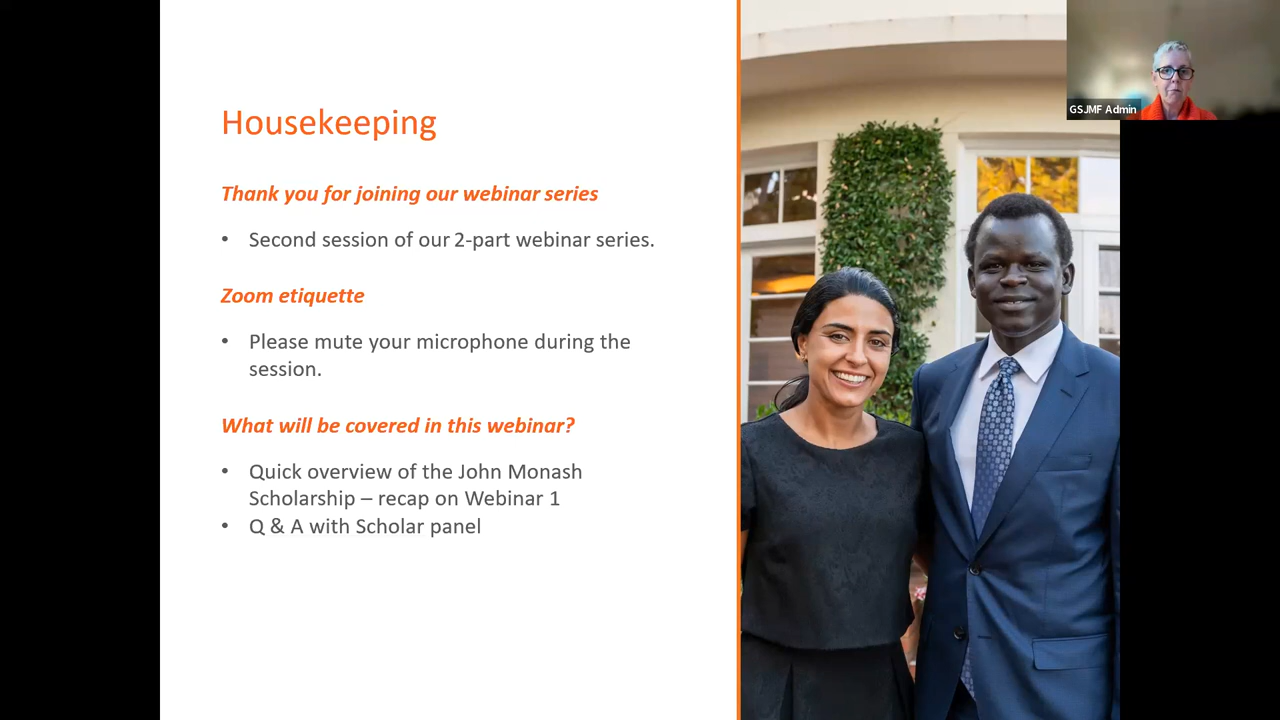 Housekeeping
Thank you for joining our webinar series
• Second session of our 2-part webinar series.
Zoom etiquette
• Please mute your microphone during the
session.
What will be covered in this webinar?
• Quick overview of the John Monash
Scholarship – recap on Webinar 1
• Q & A with Scholar panel
GSJMF Admin